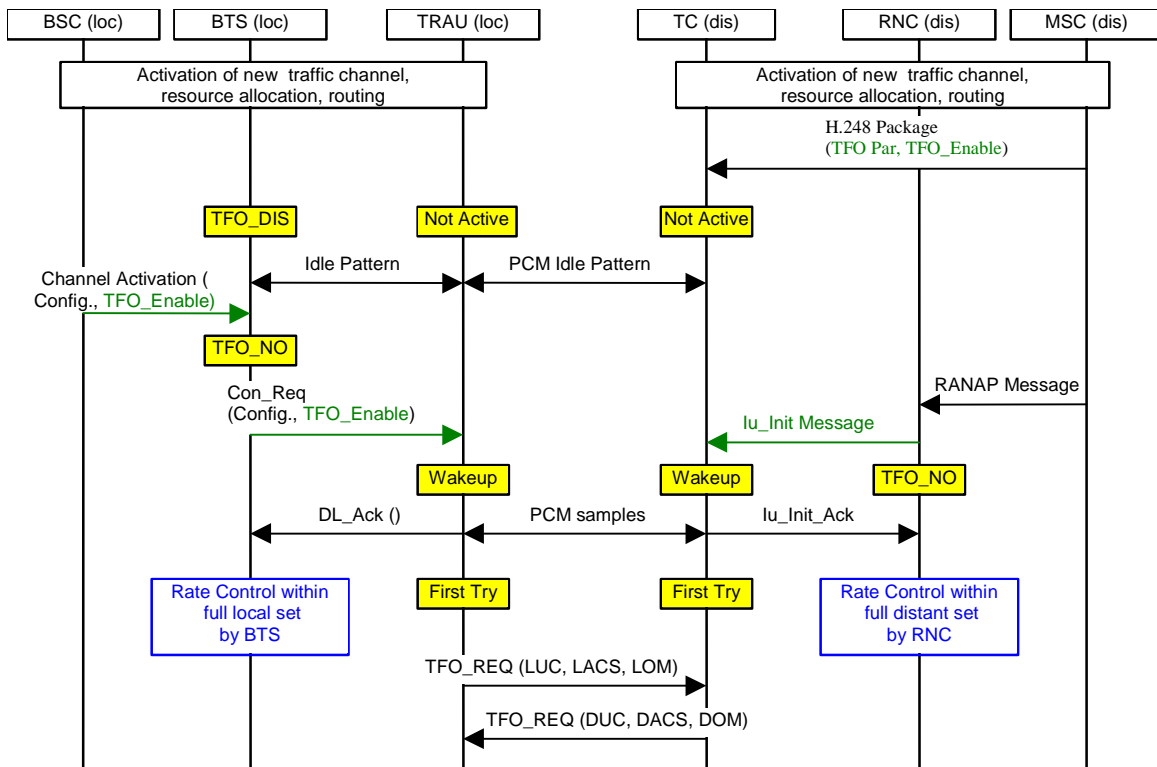 BSC (loc)
BTS (loc)
TRAU (loc)
TC (dis)
RNC (dis)
MSC (dis)
Activation of new traffic channel,
resource allocation, routing
Activation of new traffic channel,
resource allocation, routing
H.248 Package
(TFO Par, TFO_Enable)
TFO_DIS
Not Active
Not Active
Idle Pattern
PCM Idle Pattern
Channel Activation (
Config., TFO_Enable)
TFO_NO
Con_Req
(Config., TFO_Enable)
RANAP Message
Iu_Init Message
Wakeup
Wakeup
TFO_NO
DL_Ack ()
PCM samples
Iu_Init_Ack
Rate Control within
full local set
by BTS
First Try
First Try
Rate Control within
full distant set
by RNC
TFO_REQ (LUC, LACS, LOM)
TFO_REQ (DUC, DACS, DOM)